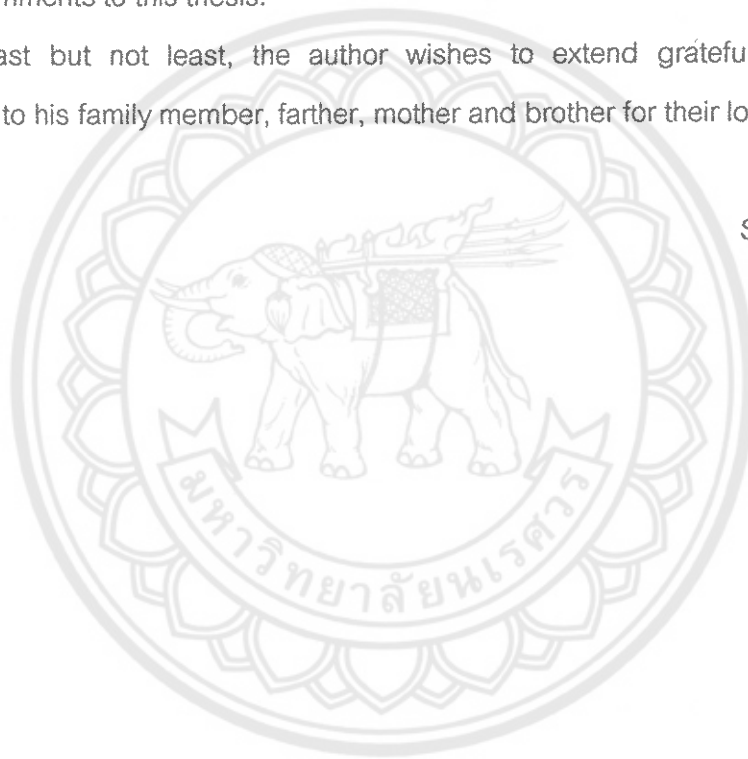 nments to this thesis.
ast but not least, the author wishes to extend gratefu
to his family member, farther, mother and brother for their lo
S
มหาวิทยาลัยนเรศวร